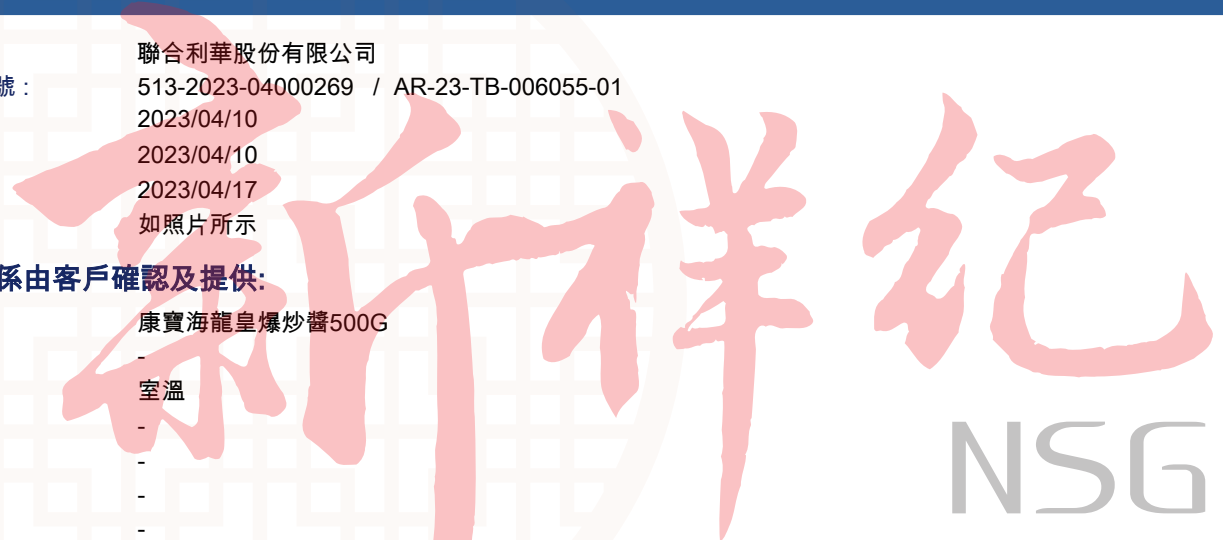 聯合利華股份有限公司
號 : 513-2023-04000269 / AR-23-TB-006055-01
2023/04/10
2023/04/10
2023/04/17
如照片所示
係由客戶確認及提供:
康寶海龍皇爆炒醬500G
-
室溫
-
-
-
-
新祥纪
NSG